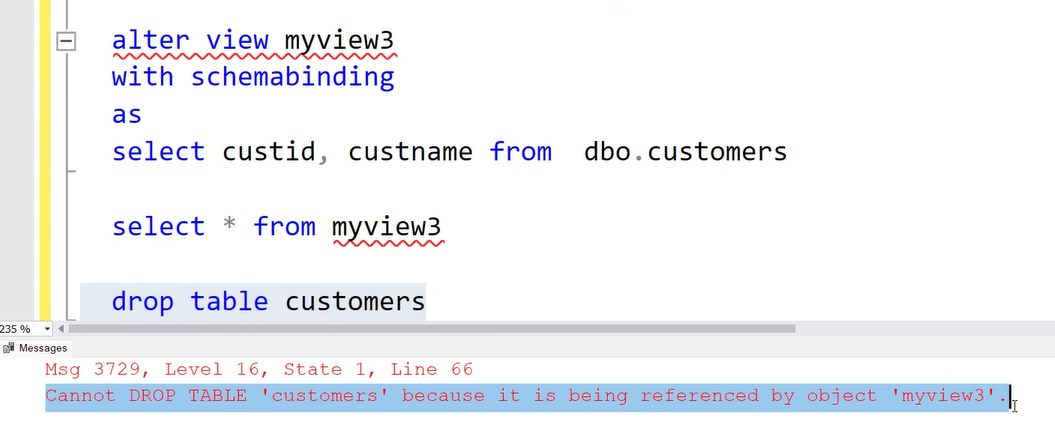 alter view myview3
with schemabinding
as
select custid, custname from  dbo.customers
select * from myview3
drop table customers
235 %
Messages
Msg 3729, Level 16, State 1, Line 66
Cannot DROP TABLE 'customers' because it is being referenced by object 'myview3'.